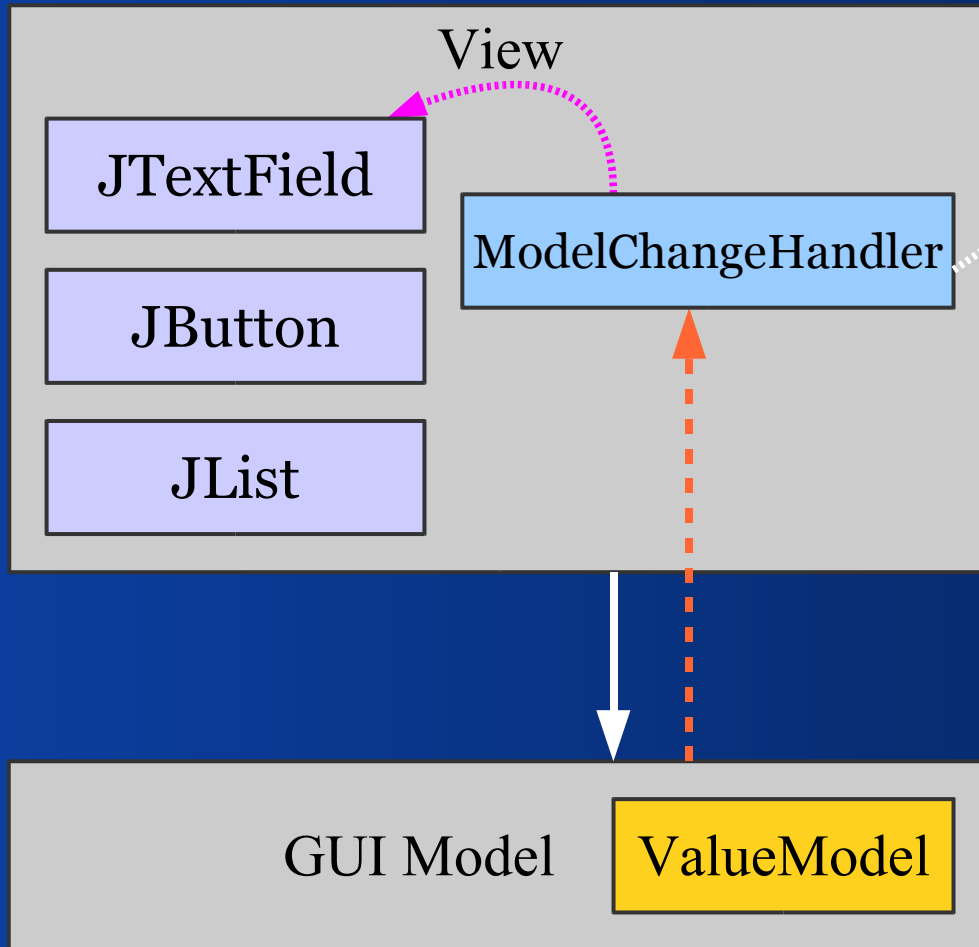 View
JTextField
ModelChangeHandler
JButton
JList
GUI Model
ValueModel